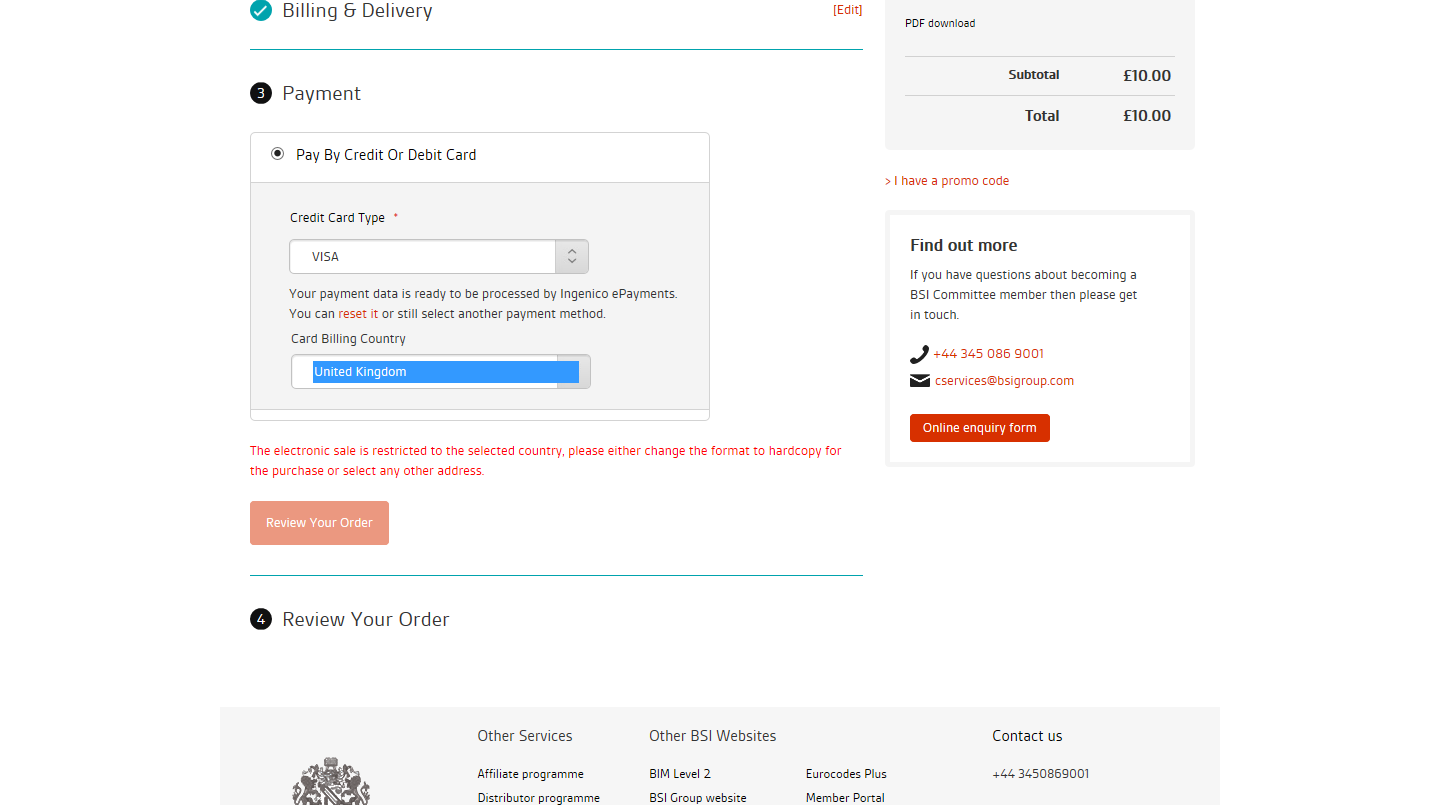 Billing & Delivery
[Edit]
3 Payment
Pay By Credit Or Debit Card
Credit Card Type *
VISA
Your payment data is ready to be processed by Ingenico ePayments.
You can reset it or still select another payment method.
Card Billing Country
United Kingdom
The electronic sale is restricted to the selected country, please either change the format to hardcopy for
the purchase or select any other address.
Review Your Order
4 Review Your Order
PDF download
Subtotal £10.00
Total £10.00
> I have a promo code
Find out more
If you have questions about becoming a
BSI Committee member then please get
in touch.
+44 345 086 9001
cservices@bsigroup.com
Online enquiry form
Other Services
Affiliate programme
Distributor programme
Other BSI Websites
BIM Level 2
BSI Group website
Eurocodes Plus
Member Portal
Contact us
+44 3450869001